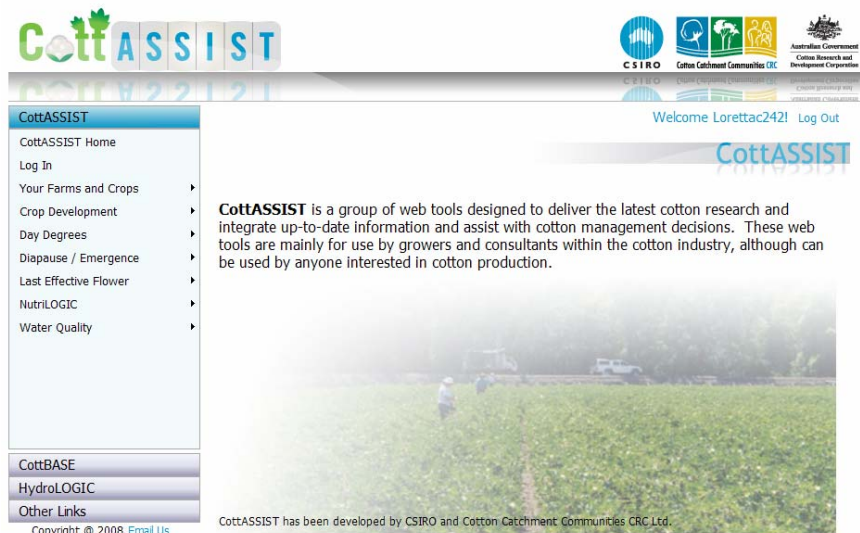 CottASSIST
CSIRO
Cotton Catchment Communities CRC
Australian Government
Cotton Research and
Development Corporation
CottASSIST
Welcome Lorettac242! Log Out
CottASSIST Home
CottASSIST
Log In
Your Farms and Crops
Crop Development
Day Degrees
Diapause / Emergence
Last Effective Flower
NutriLOGIC
Water Quality
CottASSIST is a group of web tools designed to deliver the latest cotton research and
integrate up-to-date information and assist with cotton management decisions. These web
tools are mainly for use by growers and consultants within the cotton industry, although can
be used by anyone interested in cotton production.
CottBASE
HydroLOGIC
Other Links
CottASSIST has been developed by CSIRO and Cotton Catchment Communities CRC Ltd.
Copyright @ 2008 Email Us